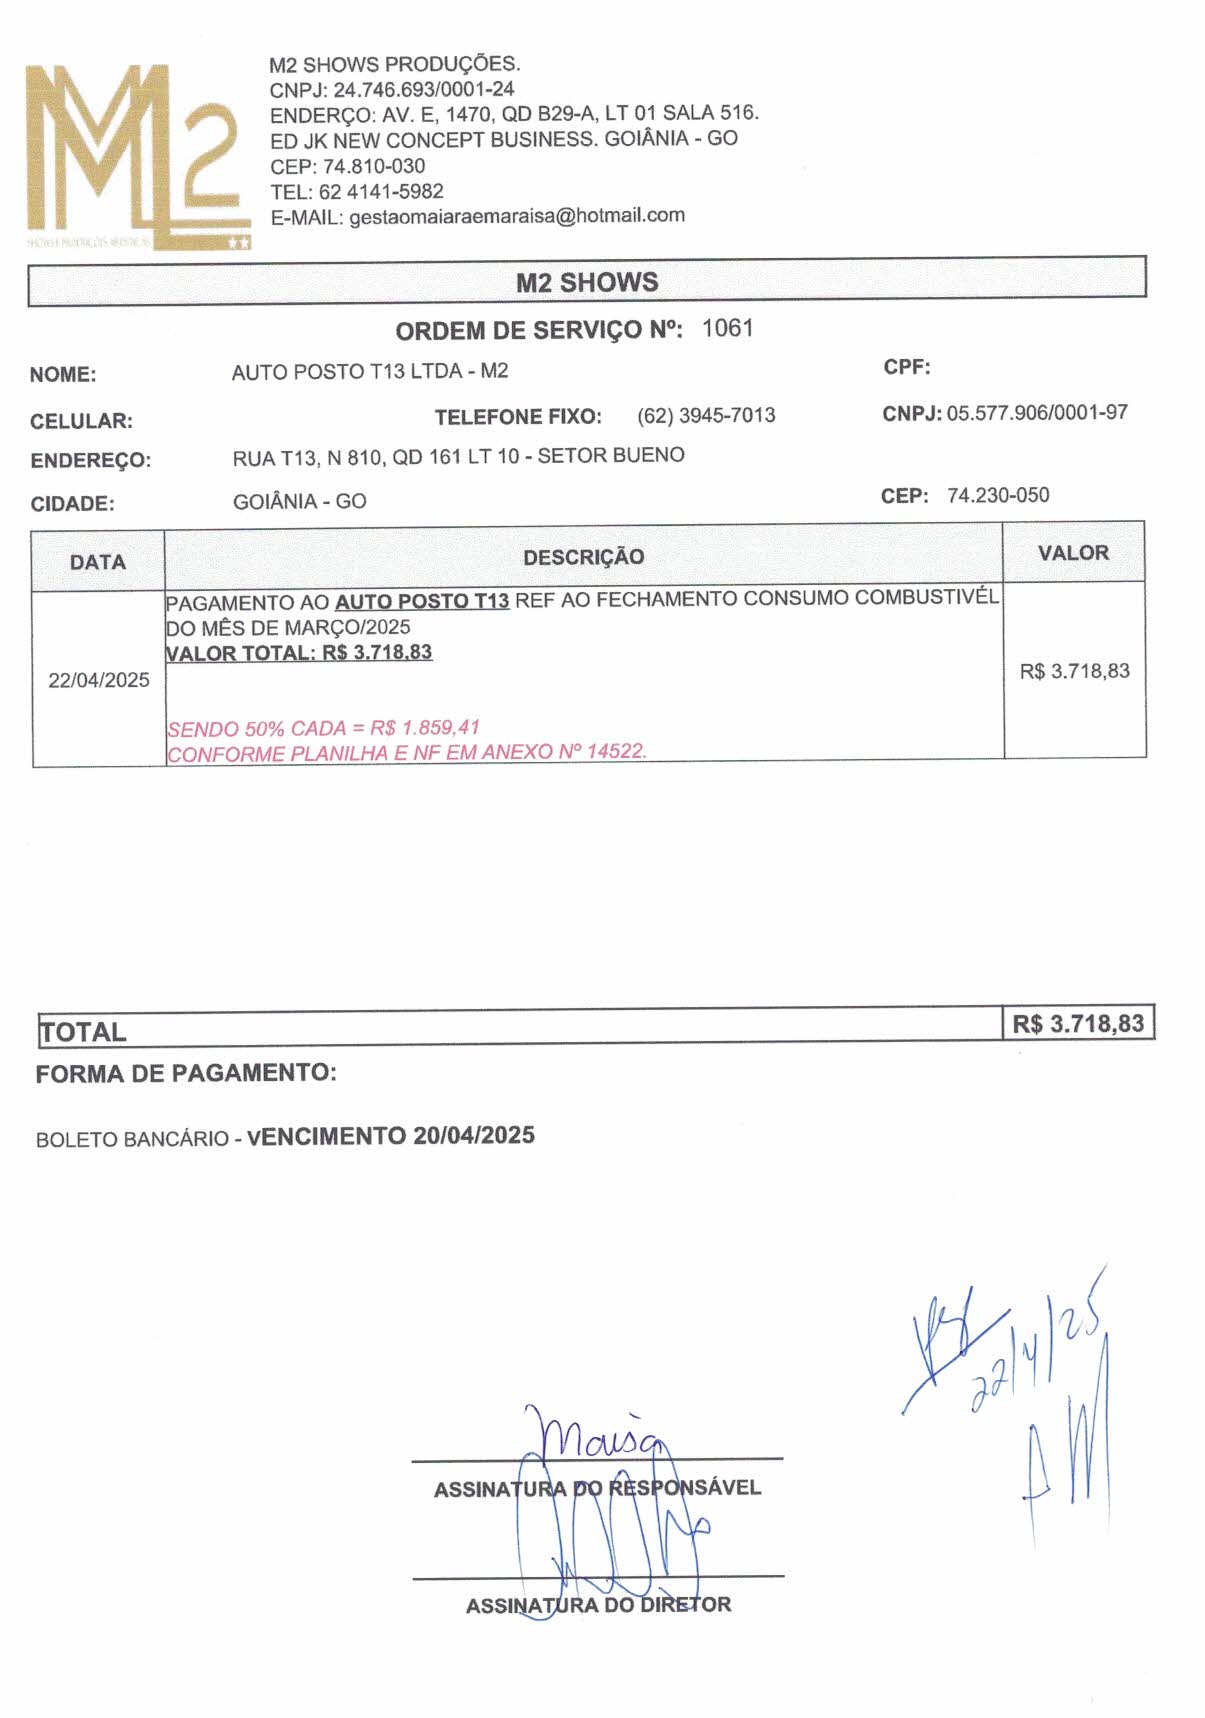 M2
M2 SHOWS PRODUÇÕES.
CNPJ: 24.746.693/0001-24
ENDERÇO: AV. E, 1470, QD B29-A, LT 01 SALA 516.
ED JK NEW CONCEPT BUSINESS. GOIÂNIA - GO
CEP: 74.810-030
TEL: 62 4141-5982
E-MAIL: gestaomaiaraemaraisa@hotmail.com
M2 SHOWS
ORDEM DE SERVIÇO Nº: 1061
NOME: AUTO POSTO T13 LTDA - M2 CPF:
CELULAR: TELEFONE FIXO: (62) 3945-7013 CNPJ: 05.577.906/0001-97
ENDEREÇO: RUA T13, N 810, QD 161 LT 10 - SETOR BUENO
CIDADE: GOIÂNIA - GO CEP: 74.230-050
DATA DESCRIÇÃO VALOR
PAGAMENTO AO AUTO POSTO T13 REF AO FECHAMENTO CONSUMO COMBUSTIVÉL
DO MÊS DE MARÇO/2025
VALOR TOTAL: R$ 3.718,83
22/04/2025 R$ 3.718,83
SENDO 50% CADA = R$ 1.859,41
CONFORME PLANILHA E NF EM ANEXO Nº 14522.
TOTAL R$ 3.718,83
FORMA DE PAGAMENTO:
BOLETO BANCÁRIO - VENCIMENTO 20/04/2025
22/4/25
AM
Maisa
ASSINATURA DO RESPONSÁVEL
ASSINATURA DO DIRETOR